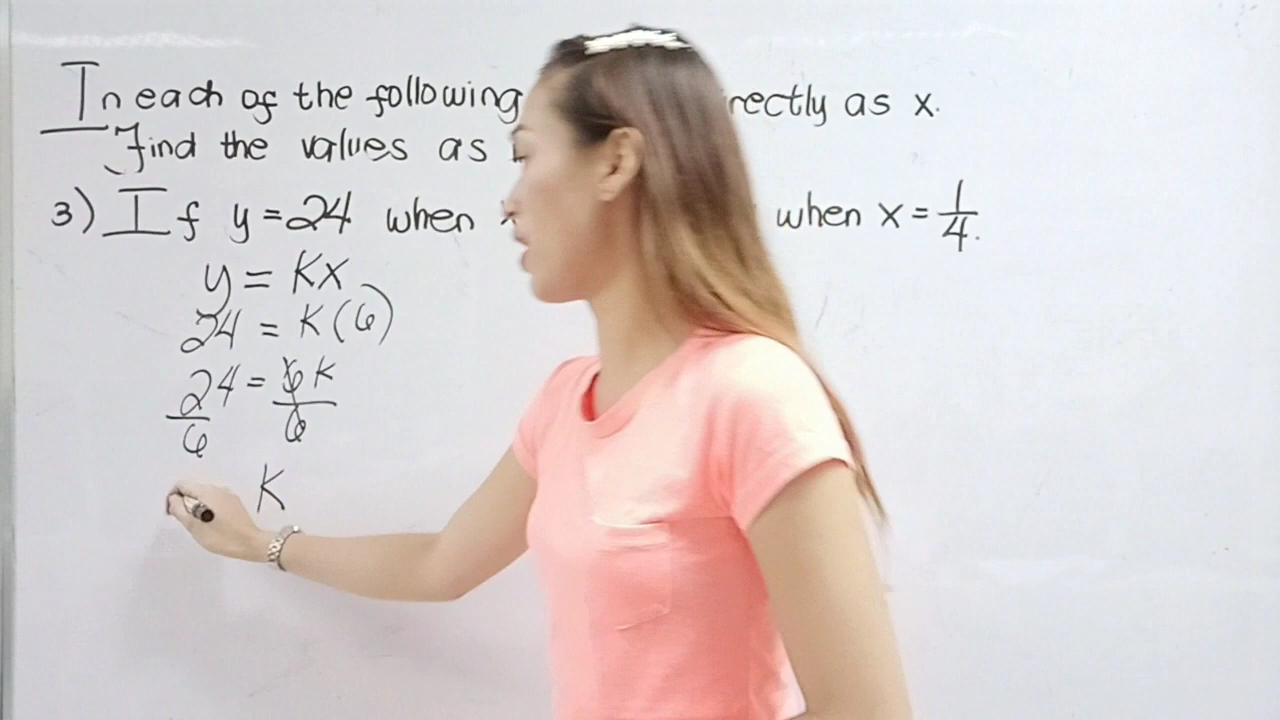 In each of the following rectly as x.
Find the values as
3) If y = 24 when when x = 1/4.
y = Kx
24 = K(6)
24/6 = 6K/6
K